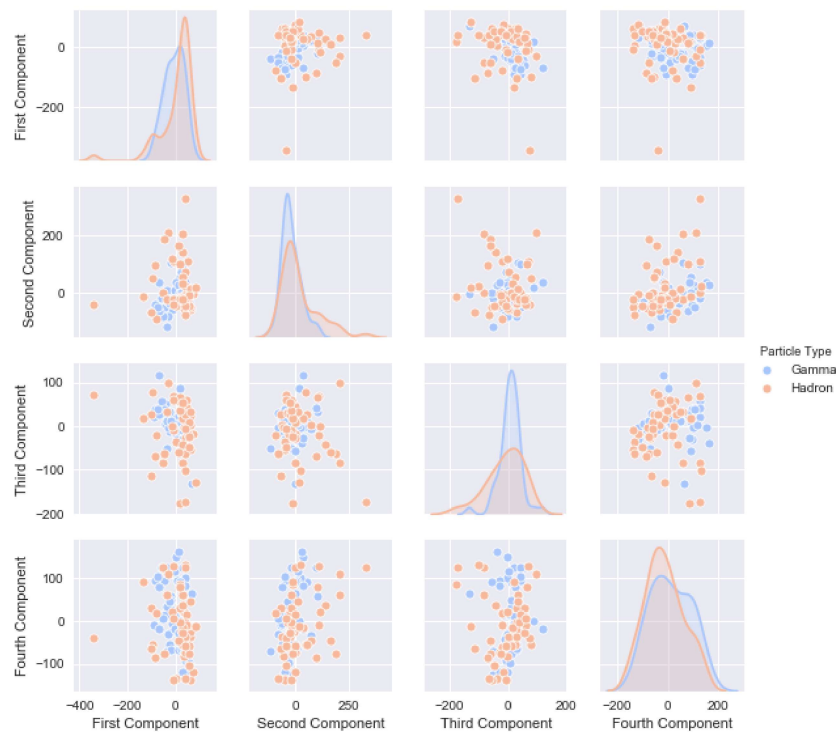 First Component
0
−200
Second Component
200
0
Particle Type
Gamma
Hadron
Third Component
100
0
−100
−200
Fourth Component
100
0
−100
−400 −200 0
0 250
−200 0 200
−200 0 200
First Component Second Component Third Component Fourth Component